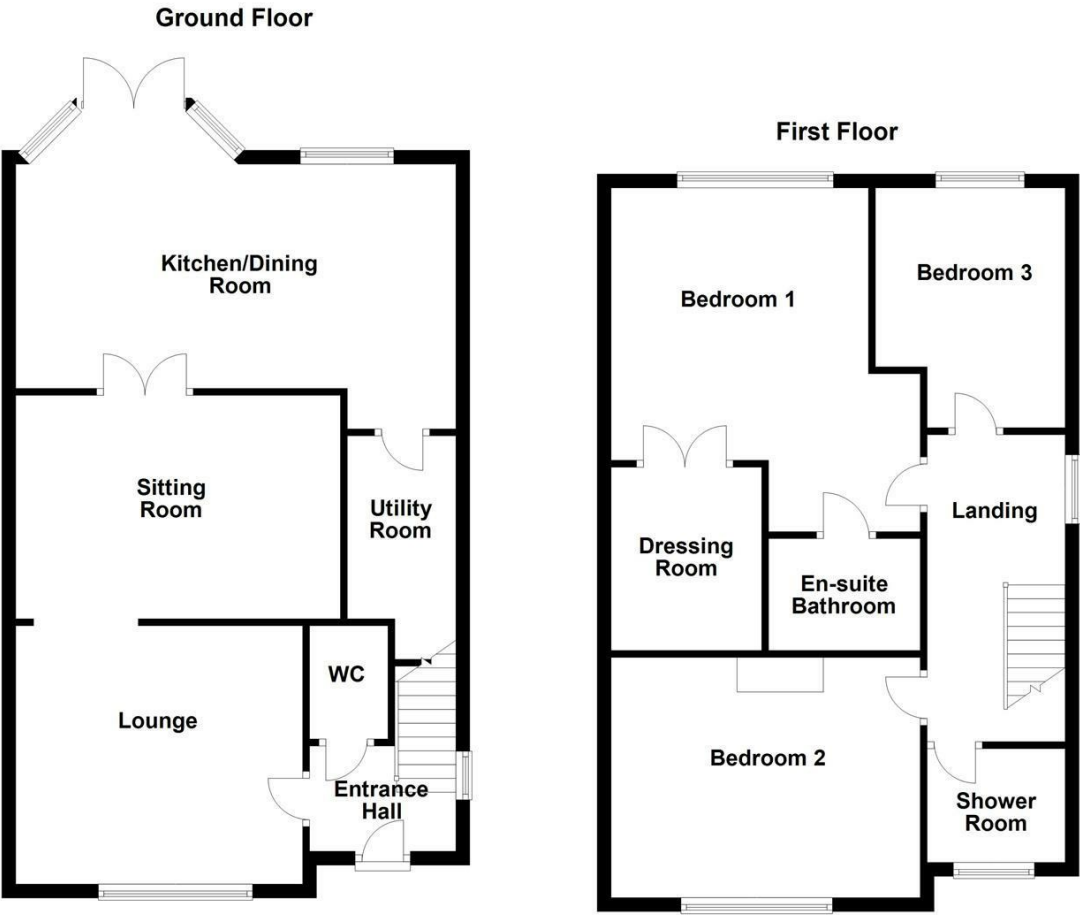 Ground Floor
Kitchen/Dining
Room
Sitting
Room
Utility
Room
WC
Lounge
Entrance
Hall
First Floor
Bedroom 1
Bedroom 3
Landing
Dressing
Room
En-suite
Bathroom
Bedroom 2
Shower
Room